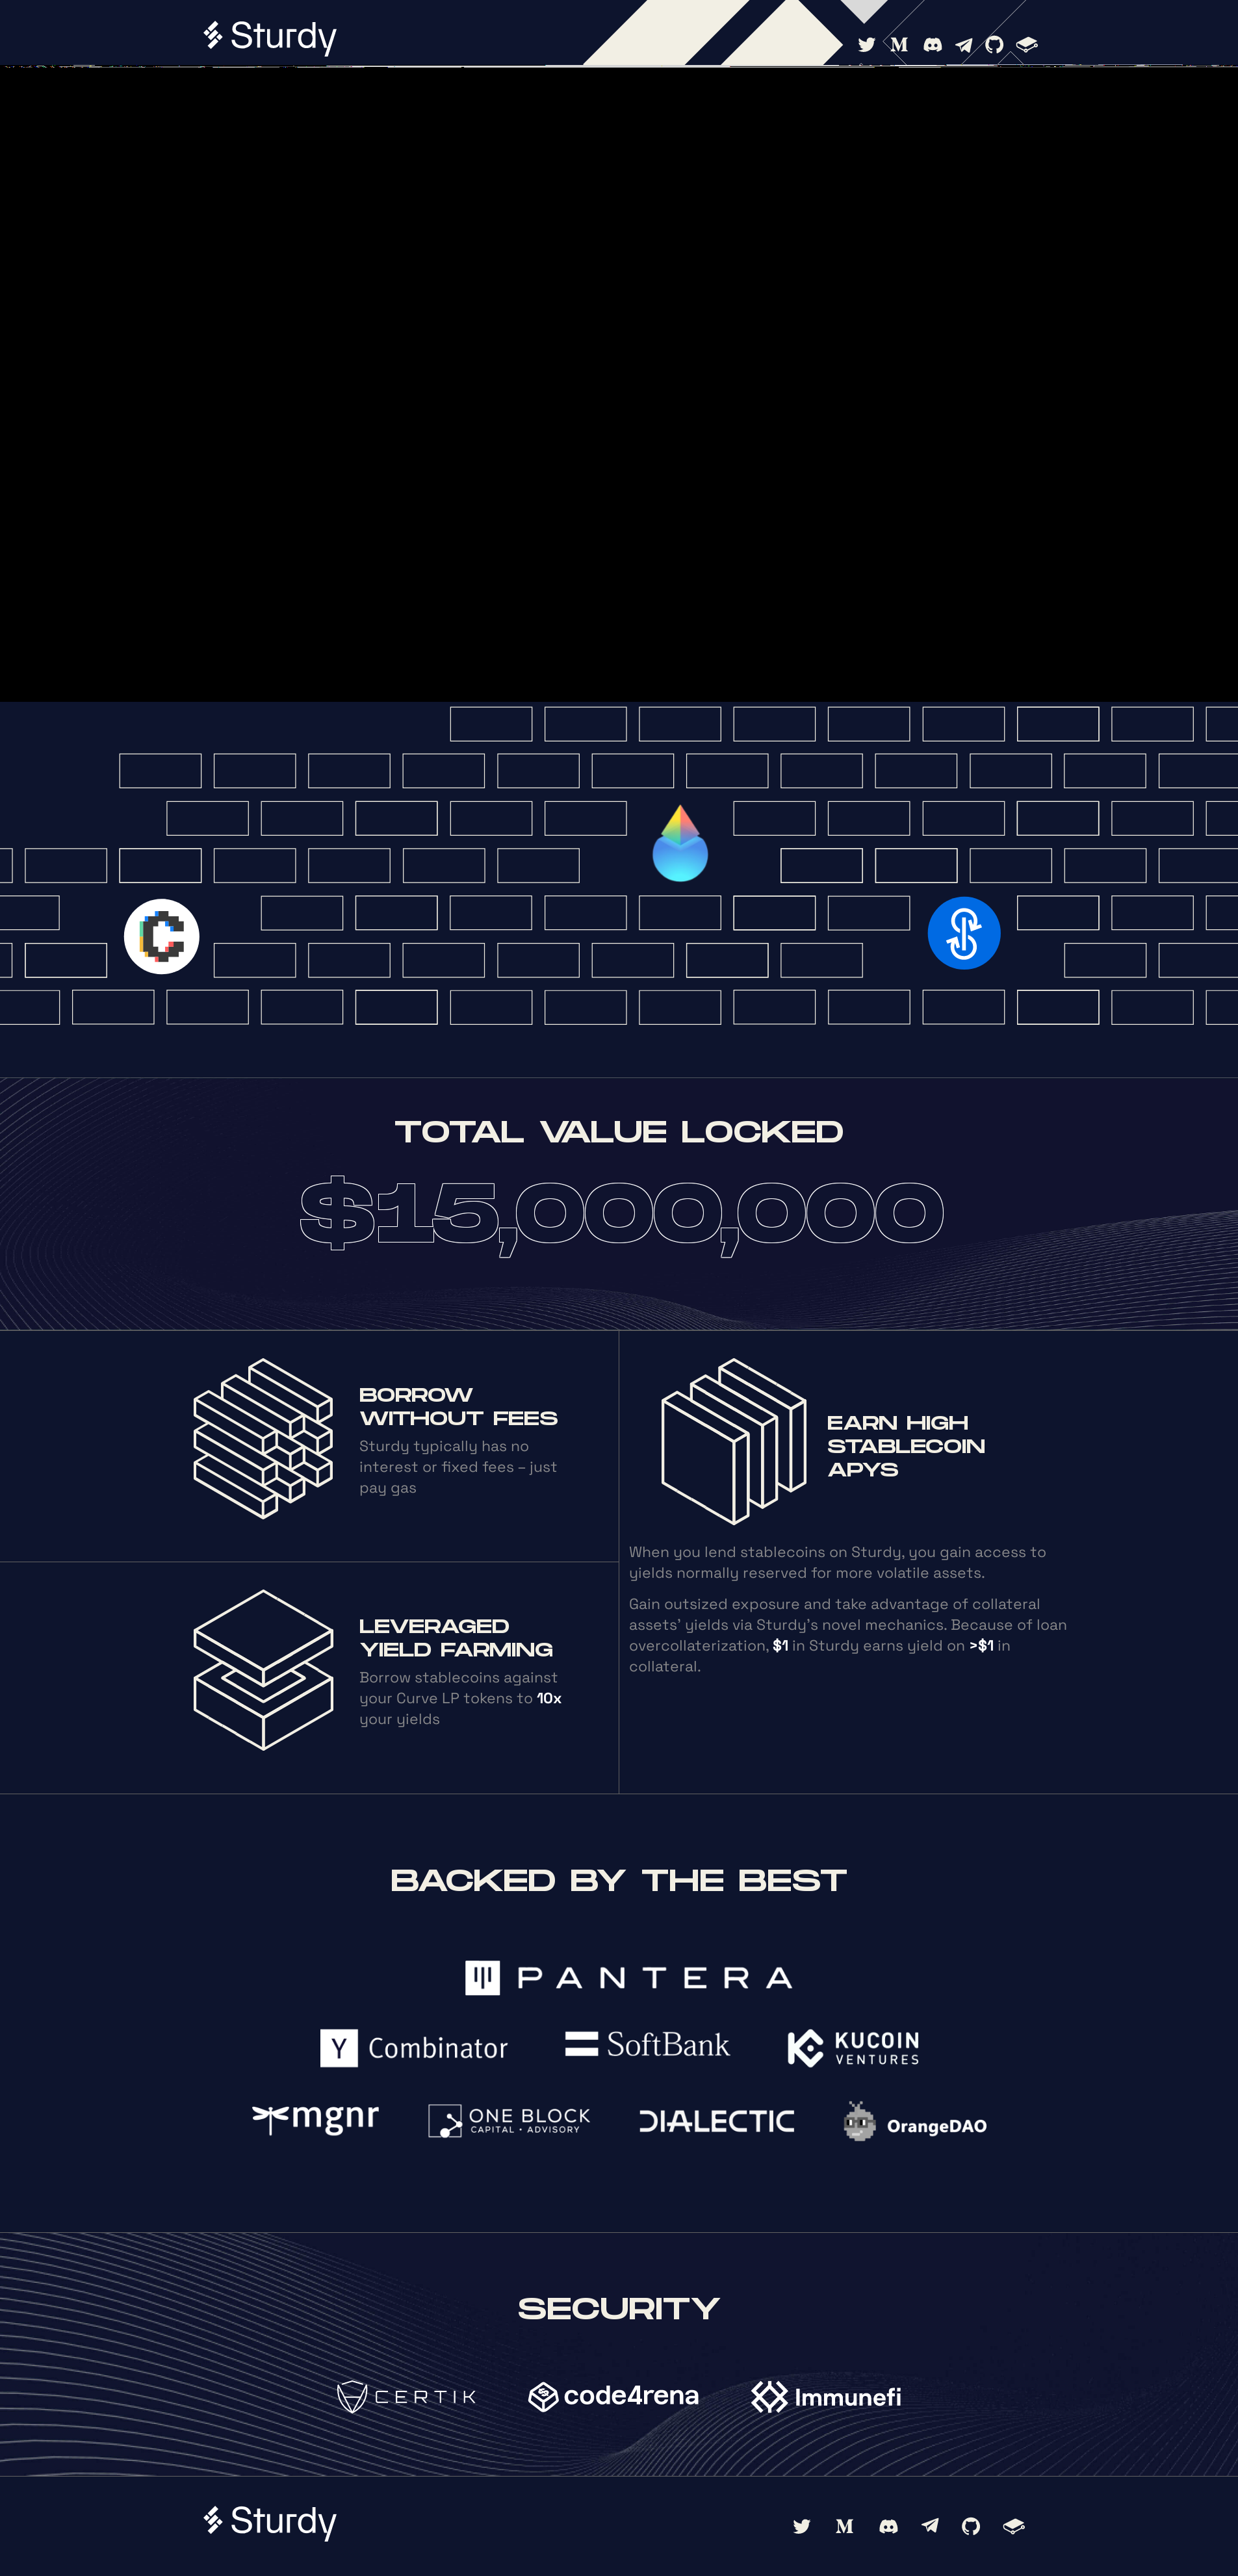 Sturdy
TOTAL VALUE LOCKED
$15,000,000
BORROW
WITHOUT FEES
Sturdy typically has no
interest or fixed fees – just
pay gas
LEVERAGED
YIELD FARMING
Borrow stablecoins against
your Curve LP tokens to 10x
your yields
EARN HIGH
STABLECOIN
APYS
When you lend stablecoins on Sturdy, you gain access to
yields normally reserved for more volatile assets.
Gain outsized exposure and take advantage of collateral
assets' yields via Sturdy's novel mechanics. Because of loan
overcollaterization, $1 in Sturdy earns yield on >$1 in
collateral.
BACKED BY THE BEST
PANTERA
Y Combinator
SoftBank
KUCOIN
VENTURES
mgnr
ONE BLOCK
CAPITAL • ADVISORY
DIALECTIC
OrangeDAO
SECURITY
CERTIK
code4rena
Immunefi
Sturdy